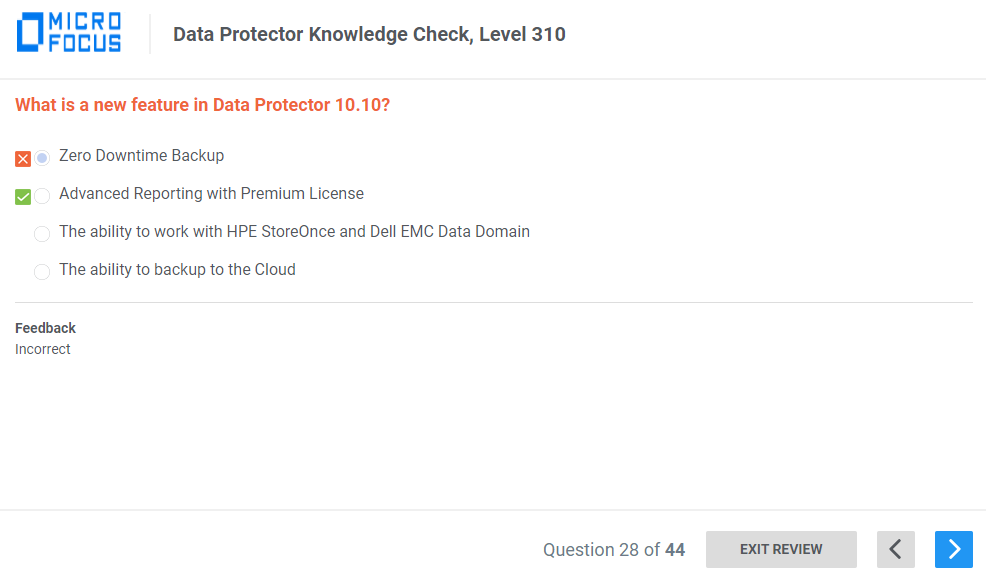 MICRO
FOCUS
Data Protector Knowledge Check, Level 310
What is a new feature in Data Protector 10.10?
Zero Downtime Backup
Advanced Reporting with Premium License
The ability to work with HPE StoreOnce and Dell EMC Data Domain
The ability to backup to the Cloud
Feedback
Incorrect
Question 28 of 44
EXIT REVIEW